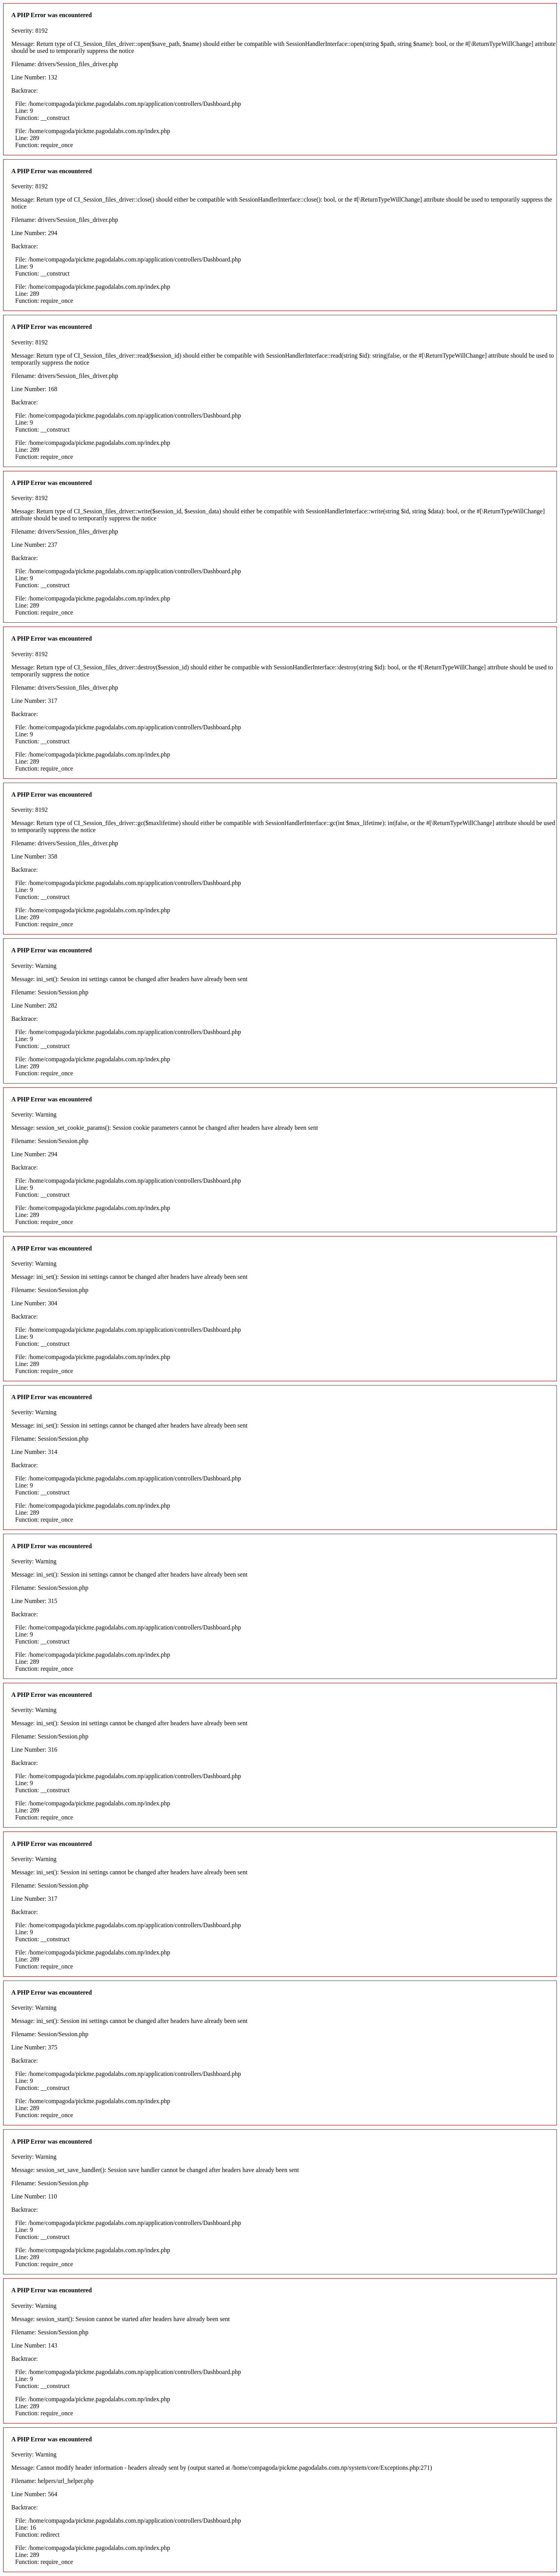 A PHP Error was encountered
Severity: 8192
Message: Return type of CI_Session_files_driver::open($save_path, $name) should either be compatible with SessionHandlerInterface::open(string $path, string $name): bool, or the #[\ReturnTypeWillChange] attribute
should be used to temporarily suppress the notice
Filename: drivers/Session_files_driver.php
Line Number: 132
Backtrace:
File: /home/compagoda/pickme.pagodalabs.com.np/application/controllers/Dashboard.php
Line: 9
Function: __construct
File: /home/compagoda/pickme.pagodalabs.com.np/index.php
Line: 289
Function: require_once
A PHP Error was encountered
Severity: 8192
Message: Return type of CI_Session_files_driver::close() should either be compatible with SessionHandlerInterface::close(): bool, or the #[\ReturnTypeWillChange] attribute should be used to temporarily suppress the
notice
Filename: drivers/Session_files_driver.php
Line Number: 294
Backtrace:
File: /home/compagoda/pickme.pagodalabs.com.np/application/controllers/Dashboard.php
Line: 9
Function: __construct
File: /home/compagoda/pickme.pagodalabs.com.np/index.php
Line: 289
Function: require_once
A PHP Error was encountered
Severity: 8192
Message: Return type of CI_Session_files_driver::read($session_id) should either be compatible with SessionHandlerInterface::read(string $id): string|false, or the #[\ReturnTypeWillChange] attribute should be used to
temporarily suppress the notice
Filename: drivers/Session_files_driver.php
Line Number: 168
Backtrace:
File: /home/compagoda/pickme.pagodalabs.com.np/application/controllers/Dashboard.php
Line: 9
Function: __construct
File: /home/compagoda/pickme.pagodalabs.com.np/index.php
Line: 289
Function: require_once
A PHP Error was encountered
Severity: 8192
Message: Return type of CI_Session_files_driver::write($session_id, $session_data) should either be compatible with SessionHandlerInterface::write(string $id, string $data): bool, or the #[\ReturnTypeWillChange]
attribute should be used to temporarily suppress the notice
Filename: drivers/Session_files_driver.php
Line Number: 237
Backtrace:
File: /home/compagoda/pickme.pagodalabs.com.np/application/controllers/Dashboard.php
Line: 9
Function: __construct
File: /home/compagoda/pickme.pagodalabs.com.np/index.php
Line: 289
Function: require_once
A PHP Error was encountered
Severity: 8192
Message: Return type of CI_Session_files_driver::destroy($session_id) should either be compatible with SessionHandlerInterface::destroy(string $id): bool, or the #[\ReturnTypeWillChange] attribute should be used to
temporarily suppress the notice
Filename: drivers/Session_files_driver.php
Line Number: 317
Backtrace:
File: /home/compagoda/pickme.pagodalabs.com.np/application/controllers/Dashboard.php
Line: 9
Function: __construct
File: /home/compagoda/pickme.pagodalabs.com.np/index.php
Line: 289
Function: require_once
A PHP Error was encountered
Severity: 8192
Message: Return type of CI_Session_files_driver::gc($maxlifetime) should either be compatible with SessionHandlerInterface::gc(int $max_lifetime): int|false, or the #[\ReturnTypeWillChange] attribute should be used
to temporarily suppress the notice
Filename: drivers/Session_files_driver.php
Line Number: 358
Backtrace:
File: /home/compagoda/pickme.pagodalabs.com.np/application/controllers/Dashboard.php
Line: 9
Function: __construct
File: /home/compagoda/pickme.pagodalabs.com.np/index.php
Line: 289
Function: require_once
A PHP Error was encountered
Severity: Warning
Message: ini_set(): Session ini settings cannot be changed after headers have already been sent
Filename: Session/Session.php
Line Number: 282
Backtrace:
File: /home/compagoda/pickme.pagodalabs.com.np/application/controllers/Dashboard.php
Line: 9
Function: __construct
File: /home/compagoda/pickme.pagodalabs.com.np/index.php
Line: 289
Function: require_once
A PHP Error was encountered
Severity: Warning
Message: session_set_cookie_params(): Session cookie parameters cannot be changed after headers have already been sent
Filename: Session/Session.php
Line Number: 294
Backtrace:
File: /home/compagoda/pickme.pagodalabs.com.np/application/controllers/Dashboard.php
Line: 9
Function: __construct
File: /home/compagoda/pickme.pagodalabs.com.np/index.php
Line: 289
Function: require_once
A PHP Error was encountered
Severity: Warning
Message: ini_set(): Session ini settings cannot be changed after headers have already been sent
Filename: Session/Session.php
Line Number: 304
Backtrace:
File: /home/compagoda/pickme.pagodalabs.com.np/application/controllers/Dashboard.php
Line: 9
Function: __construct
File: /home/compagoda/pickme.pagodalabs.com.np/index.php
Line: 289
Function: require_once
A PHP Error was encountered
Severity: Warning
Message: ini_set(): Session ini settings cannot be changed after headers have already been sent
Filename: Session/Session.php
Line Number: 314
Backtrace:
File: /home/compagoda/pickme.pagodalabs.com.np/application/controllers/Dashboard.php
Line: 9
Function: __construct
File: /home/compagoda/pickme.pagodalabs.com.np/index.php
Line: 289
Function: require_once
A PHP Error was encountered
Severity: Warning
Message: ini_set(): Session ini settings cannot be changed after headers have already been sent
Filename: Session/Session.php
Line Number: 315
Backtrace:
File: /home/compagoda/pickme.pagodalabs.com.np/application/controllers/Dashboard.php
Line: 9
Function: __construct
File: /home/compagoda/pickme.pagodalabs.com.np/index.php
Line: 289
Function: require_once
A PHP Error was encountered
Severity: Warning
Message: ini_set(): Session ini settings cannot be changed after headers have already been sent
Filename: Session/Session.php
Line Number: 316
Backtrace:
File: /home/compagoda/pickme.pagodalabs.com.np/application/controllers/Dashboard.php
Line: 9
Function: __construct
File: /home/compagoda/pickme.pagodalabs.com.np/index.php
Line: 289
Function: require_once
A PHP Error was encountered
Severity: Warning
Message: ini_set(): Session ini settings cannot be changed after headers have already been sent
Filename: Session/Session.php
Line Number: 317
Backtrace:
File: /home/compagoda/pickme.pagodalabs.com.np/application/controllers/Dashboard.php
Line: 9
Function: __construct
File: /home/compagoda/pickme.pagodalabs.com.np/index.php
Line: 289
Function: require_once
A PHP Error was encountered
Severity: Warning
Message: ini_set(): Session ini settings cannot be changed after headers have already been sent
Filename: Session/Session.php
Line Number: 375
Backtrace:
File: /home/compagoda/pickme.pagodalabs.com.np/application/controllers/Dashboard.php
Line: 9
Function: __construct
File: /home/compagoda/pickme.pagodalabs.com.np/index.php
Line: 289
Function: require_once
A PHP Error was encountered
Severity: Warning
Message: session_set_save_handler(): Session save handler cannot be changed after headers have already been sent
Filename: Session/Session.php
Line Number: 110
Backtrace:
File: /home/compagoda/pickme.pagodalabs.com.np/application/controllers/Dashboard.php
Line: 9
Function: __construct
File: /home/compagoda/pickme.pagodalabs.com.np/index.php
Line: 289
Function: require_once
A PHP Error was encountered
Severity: Warning
Message: session_start(): Session cannot be started after headers have already been sent
Filename: Session/Session.php
Line Number: 143
Backtrace:
File: /home/compagoda/pickme.pagodalabs.com.np/application/controllers/Dashboard.php
Line: 9
Function: __construct
File: /home/compagoda/pickme.pagodalabs.com.np/index.php
Line: 289
Function: require_once
A PHP Error was encountered
Severity: Warning
Message: Cannot modify header information - headers already sent by (output started at /home/compagoda/pickme.pagodalabs.com.np/system/core/Exceptions.php:271)
Filename: helpers/url_helper.php
Line Number: 564
Backtrace:
File: /home/compagoda/pickme.pagodalabs.com.np/application/controllers/Dashboard.php
Line: 16
Function: redirect
File: /home/compagoda/pickme.pagodalabs.com.np/index.php
Line: 289
Function: require_once